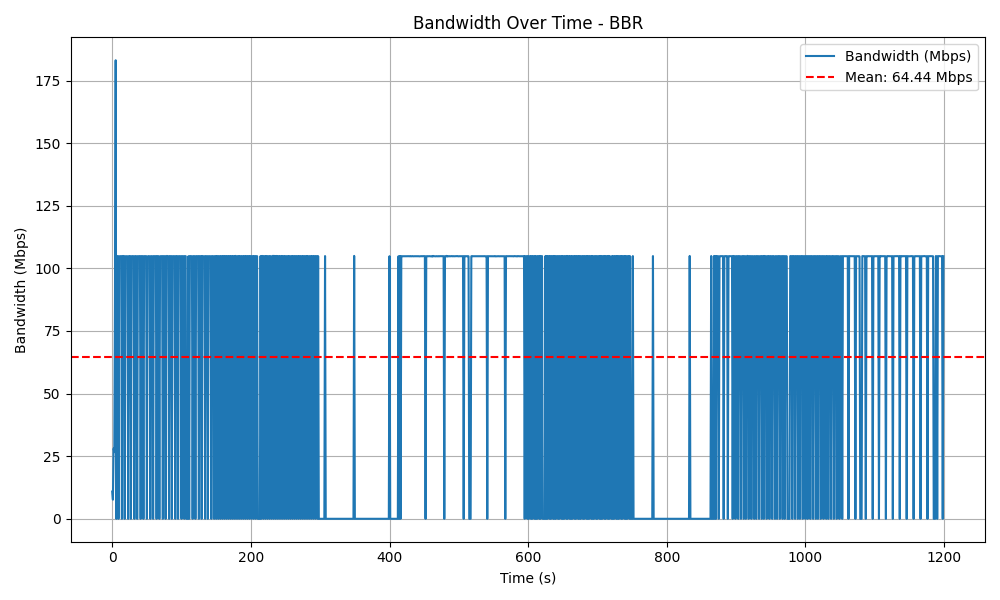 Bandwidth Over Time - BBR
Bandwidth (Mbps)
Mean: 64.44 Mbps
Bandwidth (Mbps)
175
150
125
100
75
50
25
0
0 200 400 600 800 1000 1200
Time (s)